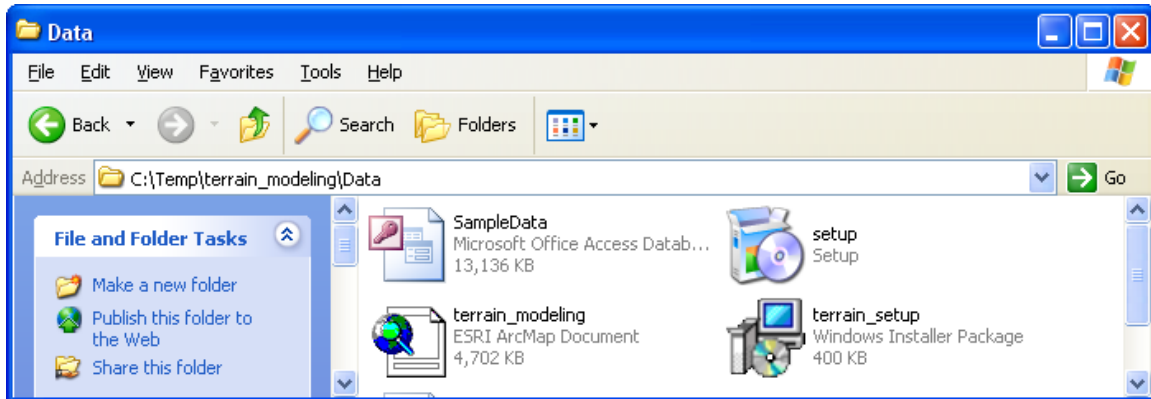 Data
File Edit View Favorites Tools Help
Back Search Folders
Address C:\Temp\terrain_modeling\Data Go
File and Folder Tasks
Make a new folder
Publish this folder to
the Web
Share this folder
SampleData
Microsoft Office Access Datab...
13,136 KB
setup
Setup
terrain_modeling
ESRI ArcMap Document
4,702 KB
terrain_setup
Windows Installer Package
400 KB